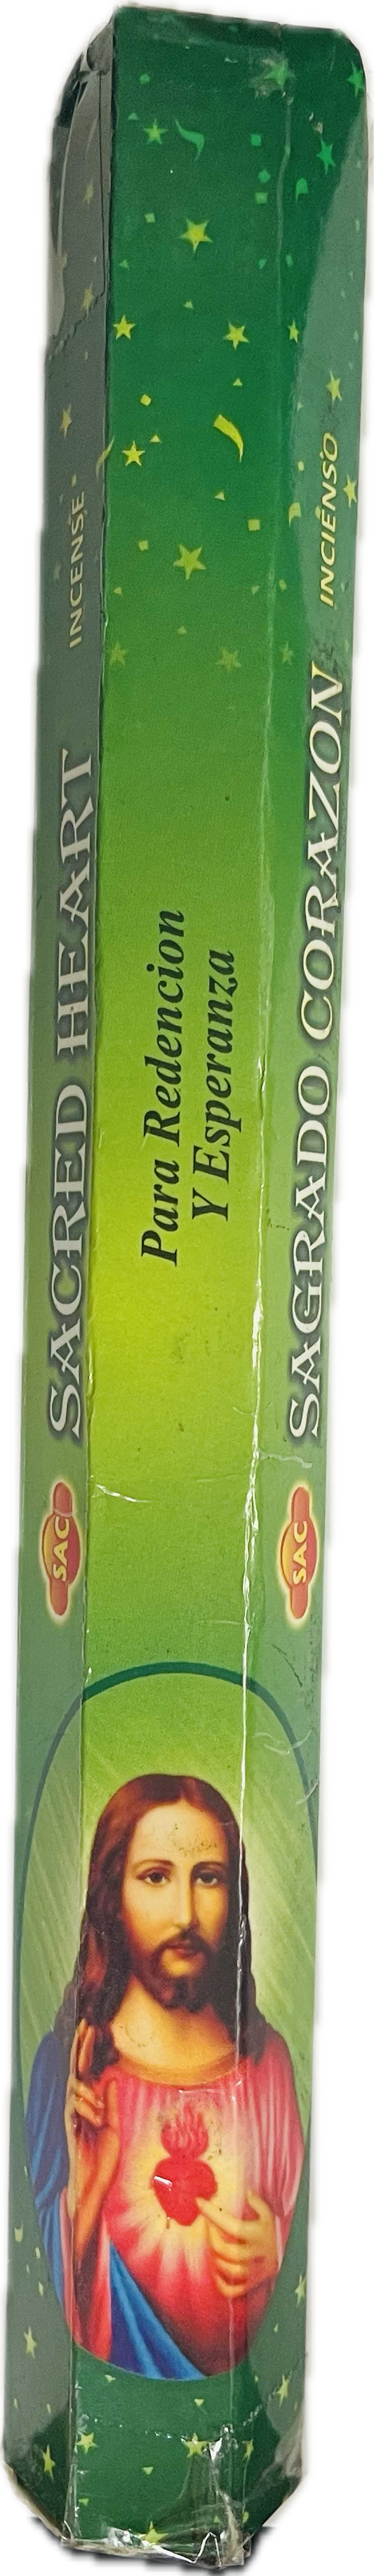 SAC SACRED HEART INCENSE
Para Redencion
Y Esperanza
SAC SAGRADO CORAZON INCIENSO